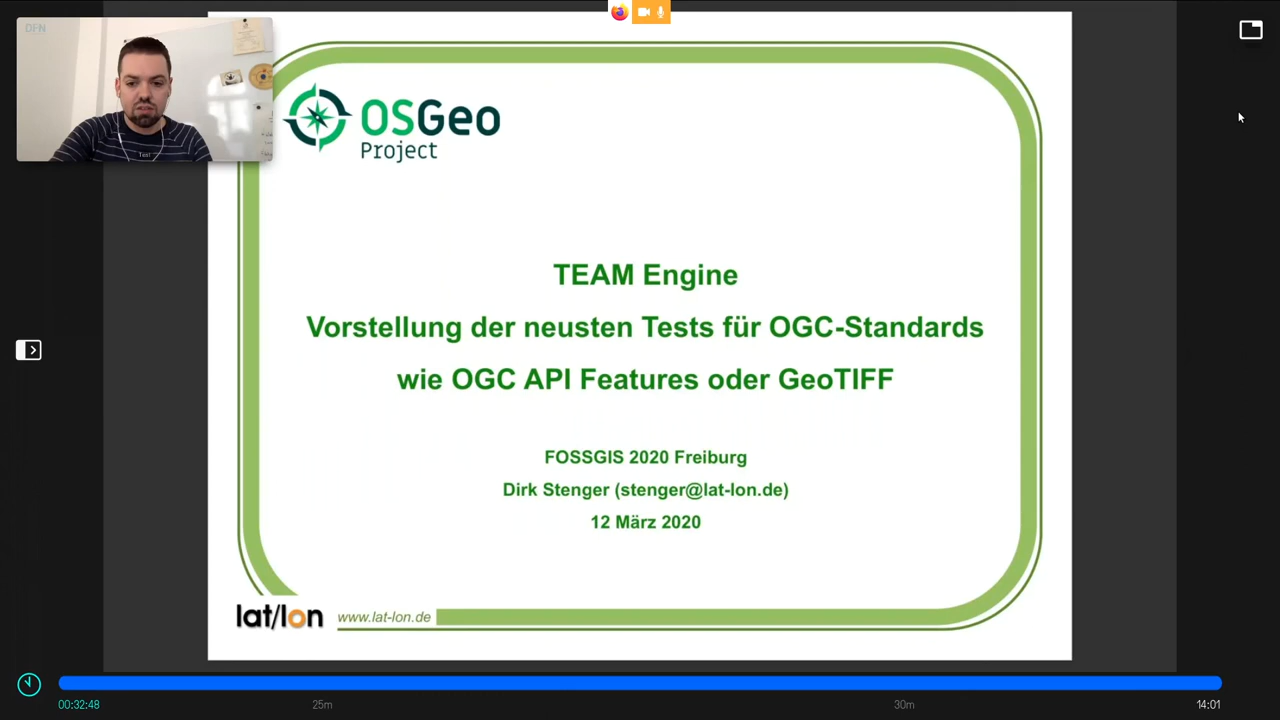 DFN
Test
OSGeo
Project
TEAM Engine
Vorstellung der neusten Tests für OGC-Standards
wie OGC API Features oder GeoTIFF
FOSSGIS 2020 Freiburg
Dirk Stenger (stenger@lat-lon.de)
12 März 2020
lat/lon
www.lat-lon.de
00:32:48
25m
30m
14:01